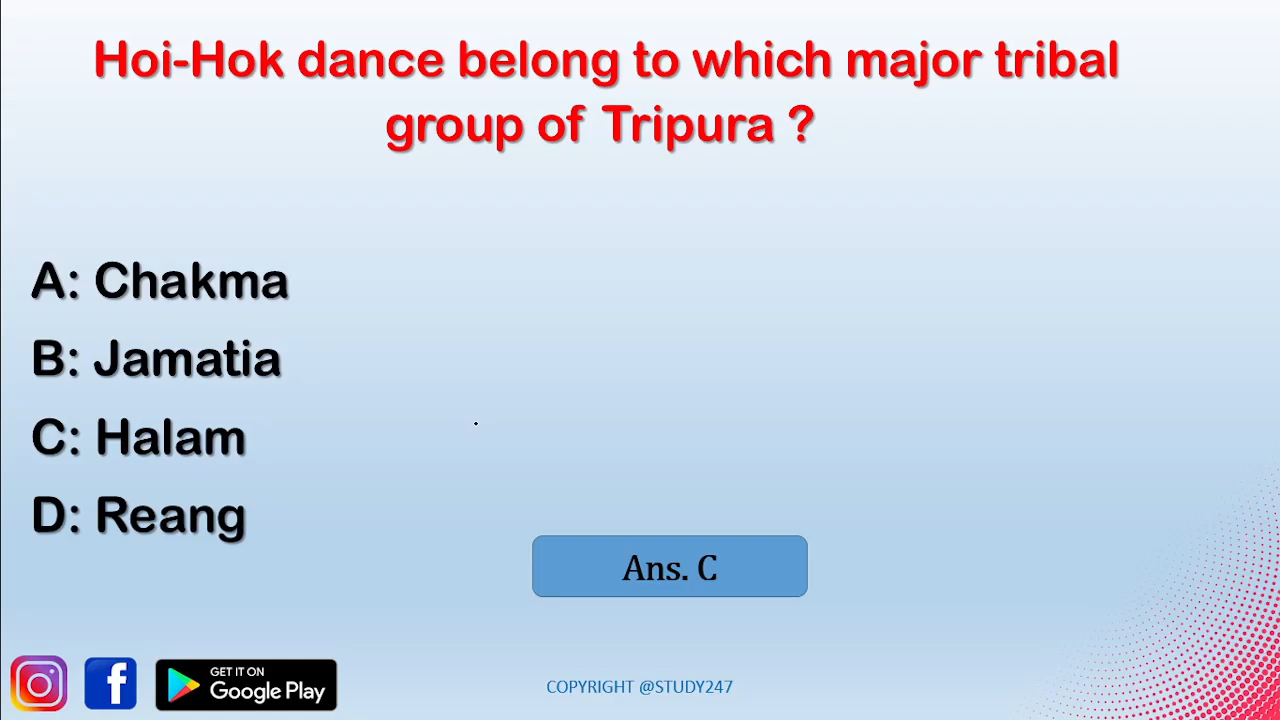 Hoi-Hok dance belong to which major tribal
group of Tripura ?
A: Chakma
B: Jamatia
C: Halam
D: Reang
Ans. C
GET IT ON
Google Play
COPYRIGHT @STUDY247